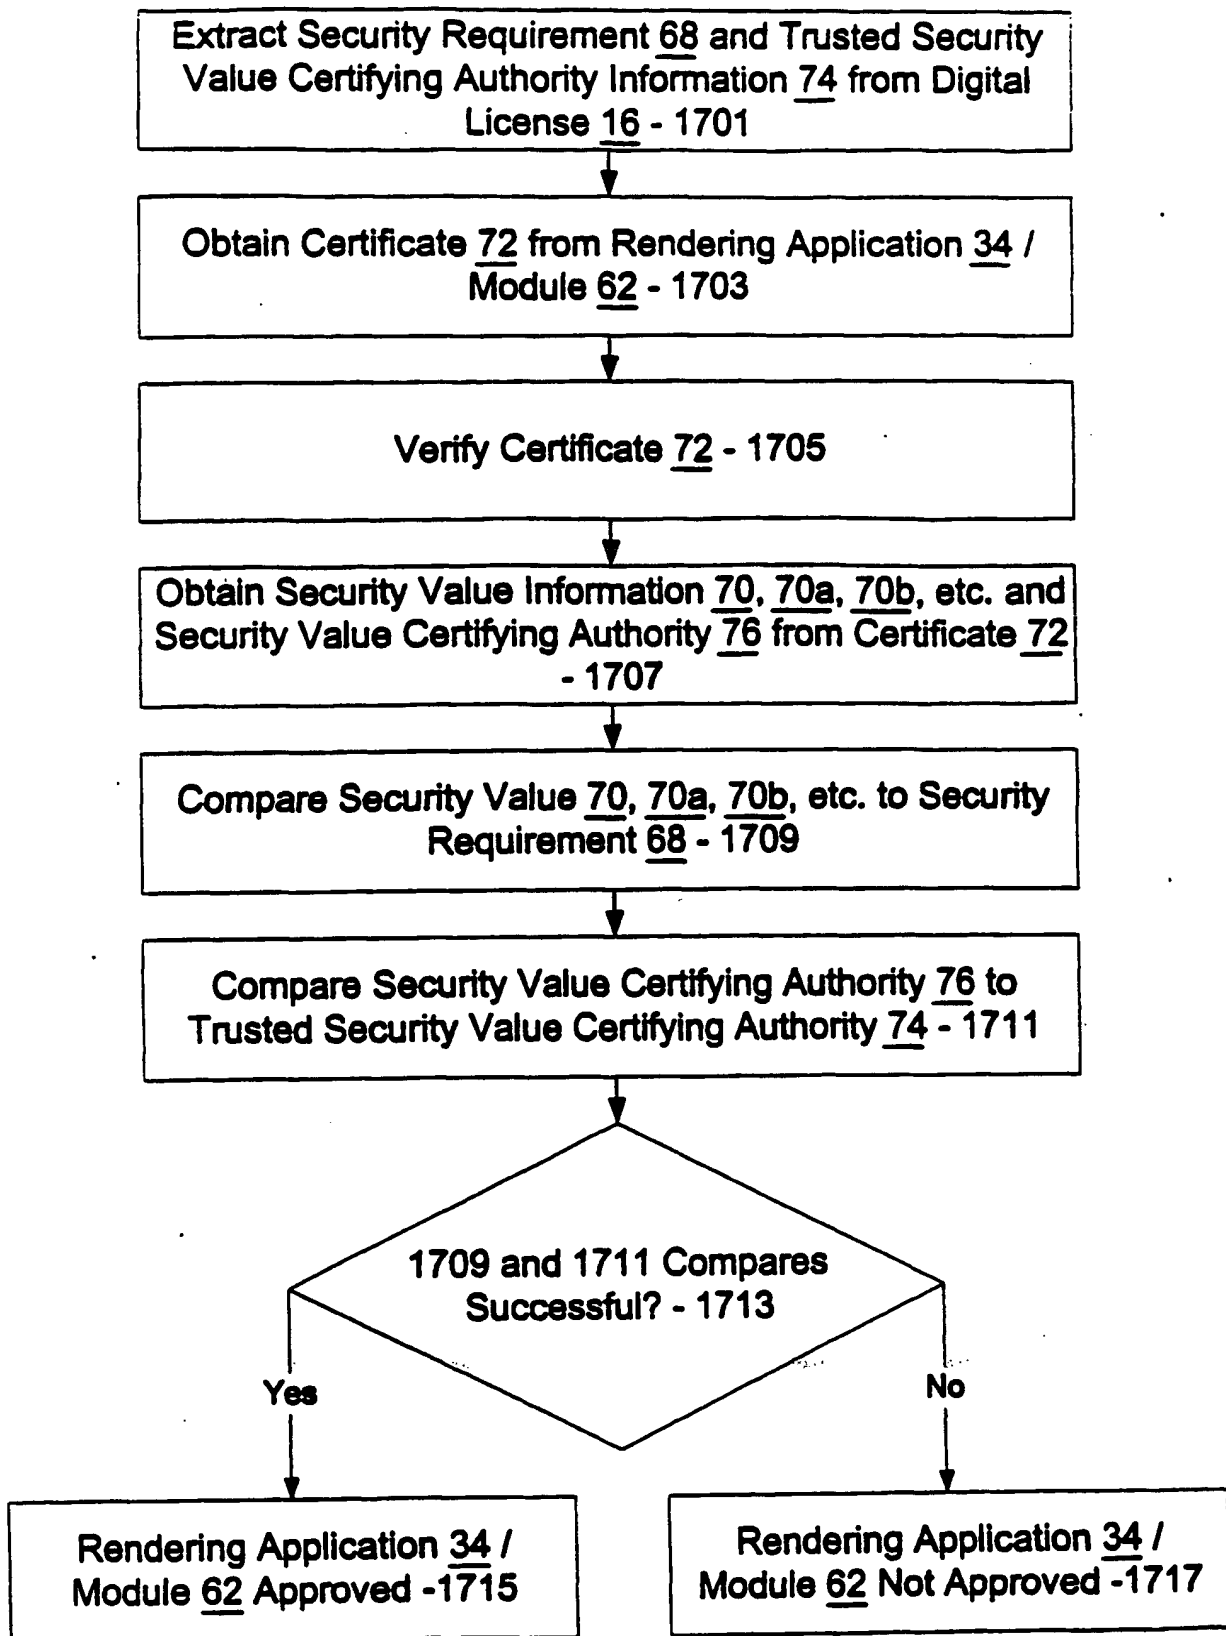 Extract Security Requirement 68 and Trusted Security
Value Certifying Authority Information 74 from Digital
License 16 - 1701
Obtain Certificate 72 from Rendering Application 34 /
Module 62 - 1703
Verify Certificate 72 - 1705
Obtain Security Value Information 70, 70a, 70b, etc. and
Security Value Certifying Authority 76 from Certificate 72
- 1707
Compare Security Value 70, 70a, 70b, etc. to Security
Requirement 68 - 1709
Compare Security Value Certifying Authority 76 to
Trusted Security Value Certifying Authority 74 - 1711
1709 and 1711 Compares
Successful? - 1713
Yes
No
Rendering Application 34 /
Module 62 Approved -1715
Rendering Application 34 /
Module 62 Not Approved -1717